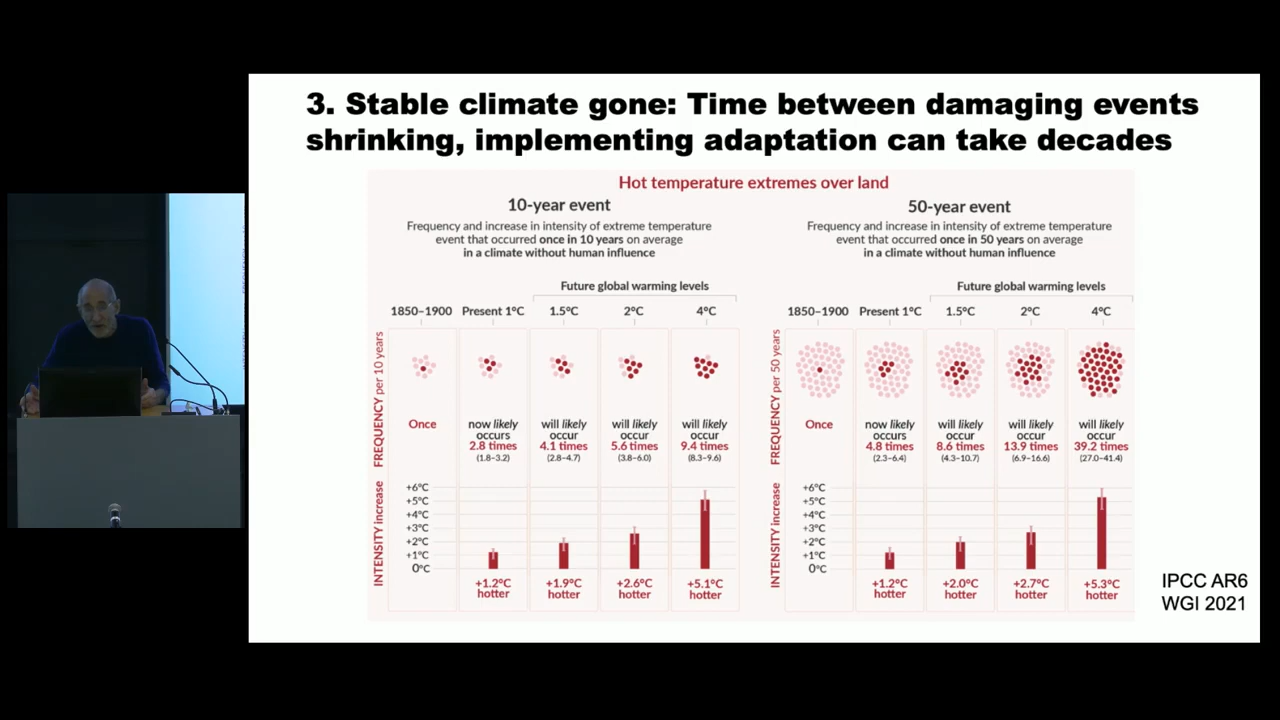 3. Stable climate gone: Time between damaging events
shrinking, implementing adaptation can take decades
Hot temperature extremes over land
10-year event
Frequency and increase in intensity of extreme temperature
event that occurred once in 10 years on average
in a climate without human influence
Future global warming levels
1850–1900 Present 1°C 1.5°C 2°C 4°C
FREQUENCY per 10 years
Once
now likely
occurs
2.8 times
(1.8–3.2)
will likely
occur
4.1 times
(2.8–4.7)
will likely
occur
5.6 times
(3.8–6.0)
will likely
occur
9.4 times
(8.3–9.6)
INTENSITY increase
+6°C
+5°C
+4°C
+3°C
+2°C
+1°C
0°C
+1.2°C
hotter
+1.9°C
hotter
+2.6°C
hotter
+5.1°C
hotter
50-year event
Frequency and increase in intensity of extreme temperature
event that occurred once in 50 years on average
in a climate without human influence
Future global warming levels
1850–1900 Present 1°C 1.5°C 2°C 4°C
FREQUENCY per 50 years
Once
now likely
occurs
4.8 times
(2.3–6.4)
will likely
occur
8.6 times
(4.3–10.7)
will likely
occur
13.9 times
(6.9–16.6)
will likely
occur
39.2 times
(27.0–41.4)
INTENSITY increase
+6°C
+5°C
+4°C
+3°C
+2°C
+1°C
0°C
+1.2°C
hotter
+2.0°C
hotter
+2.7°C
hotter
+5.3°C
hotter
IPCC AR6
WGI 2021